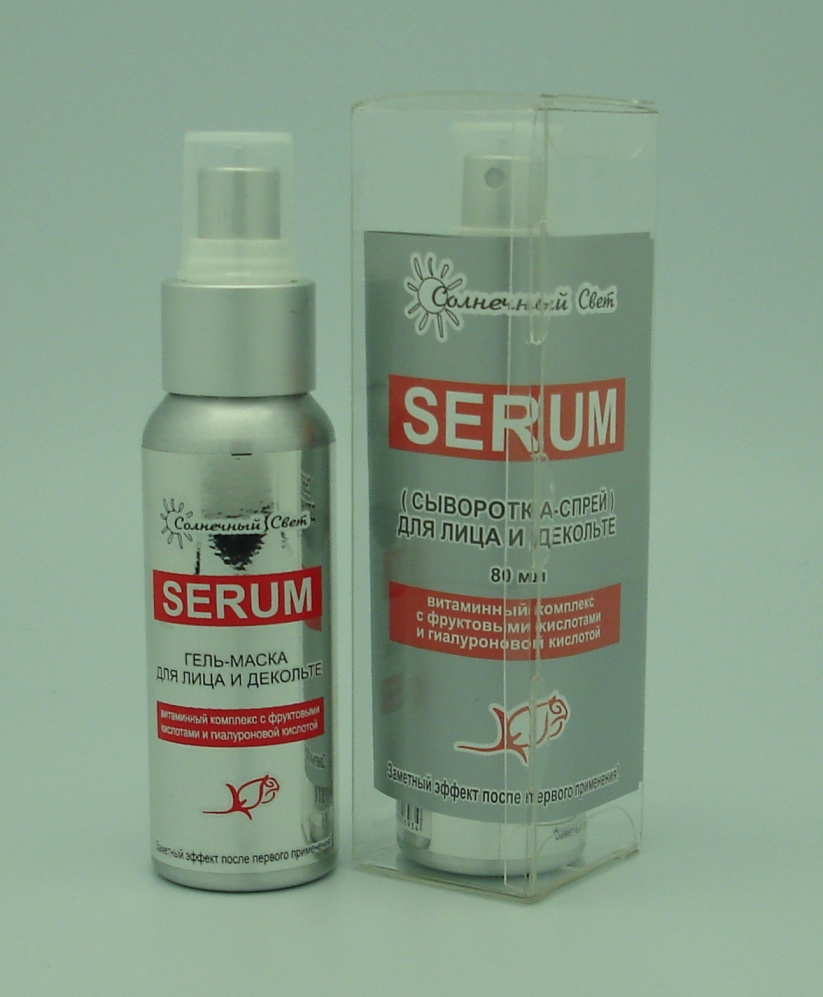 Солнечный Свет
SERUM
ГЕЛЬ-МАСКА
ДЛЯ ЛИЦА И ДЕКОЛЬТЕ
витаминный комплекс с фруктовыми
кислотами и гиалуроновой кислотой
Заметный эффект после первого применения!
Солнечный Свет
SERUM
(СЫВОРОТКА-СПРЕЙ)
ДЛЯ ЛИЦА И ДЕКОЛЬТЕ
80 мл
витаминный комплекс
с фруктовыми кислотами
и гиалуроновой кислотой
Заметный эффект после первого применения!